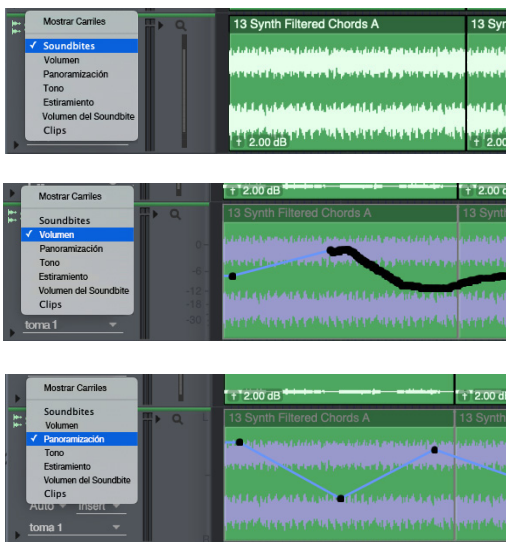 Mostrar Carriles
✓ Soundbites
Volumen
Panoramización
Tono
Estiramiento
Volumen del Soundbite
Clips
13 Synth Filtered Chords A
13 Syn
2.00 dB
2.00
Mostrar Carriles
Soundbites
✓ Volumen
Panoramización
Tono
Estiramiento
Volumen del Soundbite
Clips
toma 1
0-
-6
-12
-18
-30
2.00 dB
2.00 d
13 Synth Filtered Chords A
13 Synth
Mostrar Carriles
Soundbites
Volumen
✓ Panoramización
Tono
Estiramiento
Volumen del Soundbite
Clips
Auto
Insert
toma 1
2.00 dB
2.00 d
13 Synth Filtered Chords A
13 Synth